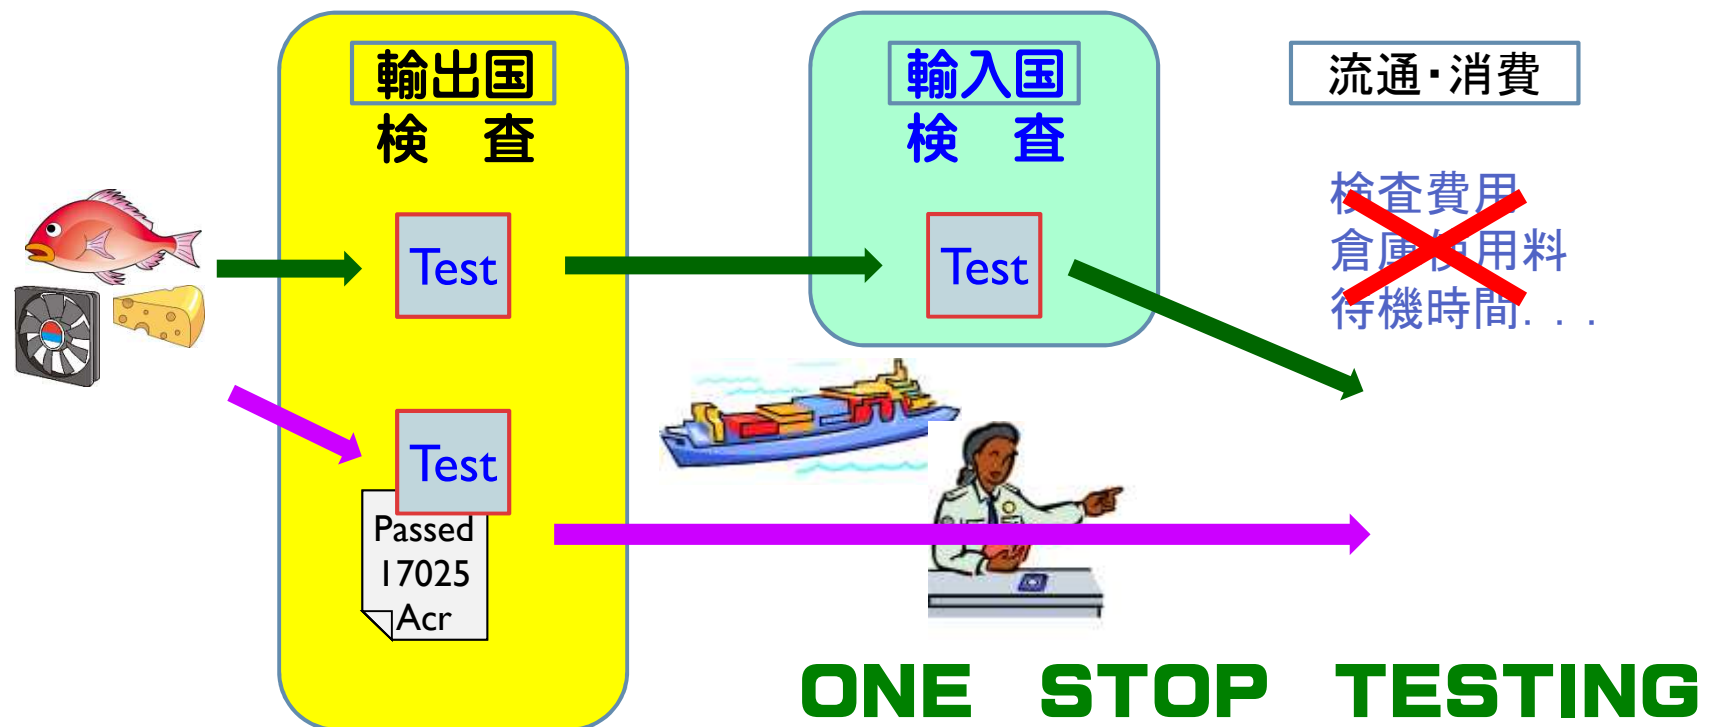 輸出国
検　査
輸入国
検　査
流通・消費
検査費用
倉庫使用料
待機時間. . .
Test
Test
Test
Passed
17025
Acr
ONE　STOP　TESTING